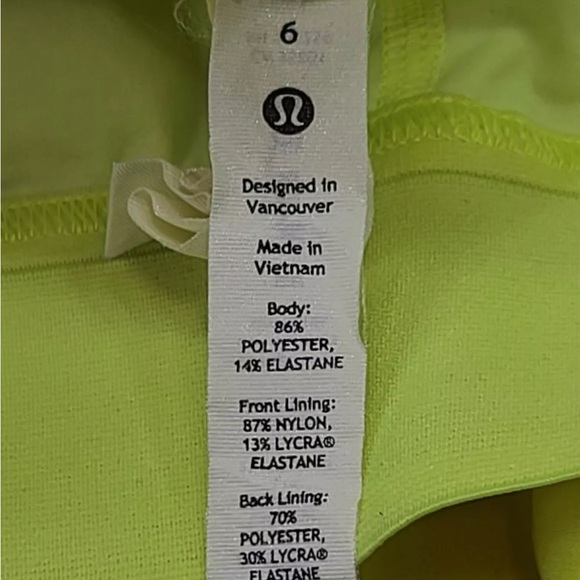 6
Designed in
Vancouver
Made in
Vietnam
Body:
86%
POLYESTER,
14% ELASTANE
Front Lining:
87% NYLON,
13% LYCRA®
ELASTANE
Back Lining:
70%
POLYESTER,
30% LYCRA®
ELASTANE